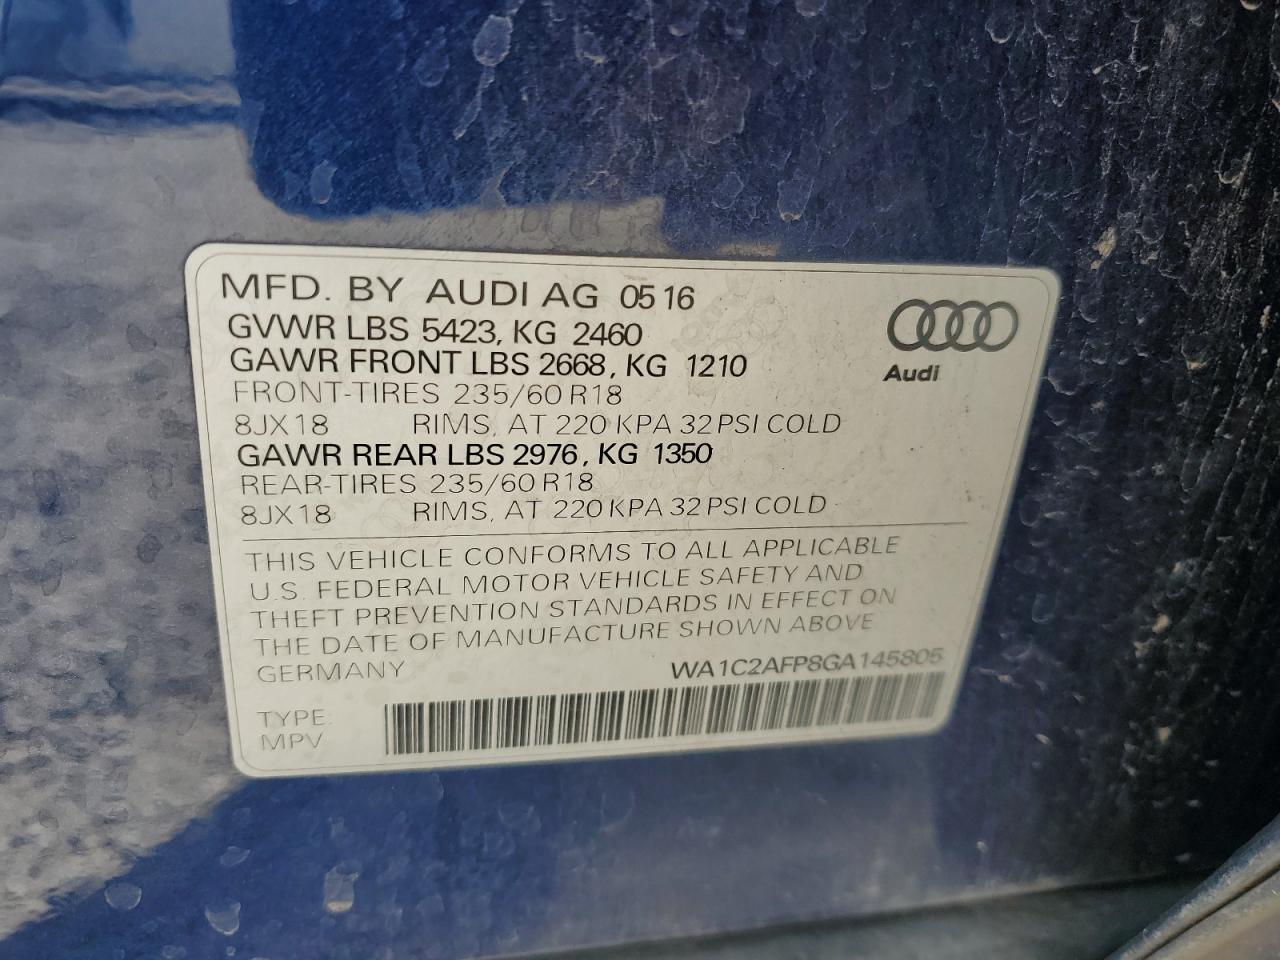 MFD. BY AUDI AG 05 16
GVWR LBS 5423, KG 2460
GAWR FRONT LBS 2668, KG 1210
FRONT-TIRES 235/60 R18
8JX18 RIMS, AT 220 KPA 32 PSI COLD
GAWR REAR LBS 2976, KG 1350
REAR-TIRES 235/60 R18
8JX18 RIMS, AT 220 KPA 32 PSI COLD
Audi
THIS VEHICLE CONFORMS TO ALL APPLICABLE
U.S. FEDERAL MOTOR VEHICLE SAFETY AND
THEFT PREVENTION STANDARDS IN EFFECT ON
THE DATE OF MANUFACTURE SHOWN ABOVE
GERMANY WA1C2AFP8GA145805
TYPE:
MPV